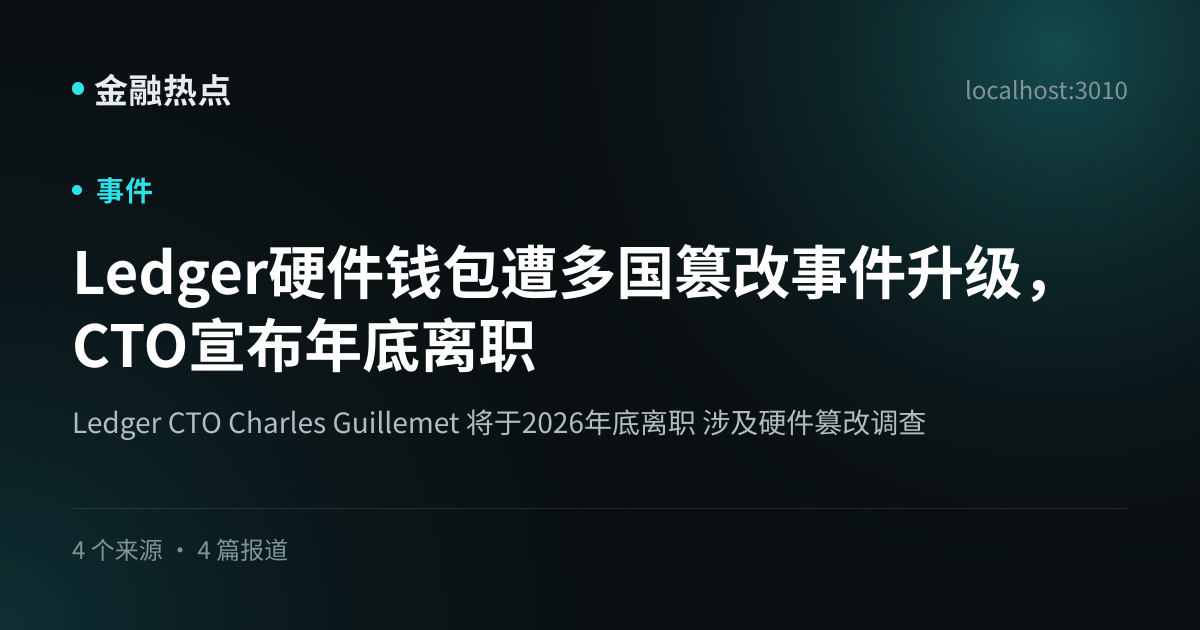 金融热点
localhost:3010
事件
Ledger硬件钱包遭多国篡改事件升级，
CTO宣布年底离职
Ledger CTO Charles Guillemet 将于2026年底离职 涉及硬件篡改调查
4 个来源 · 4 篇报道